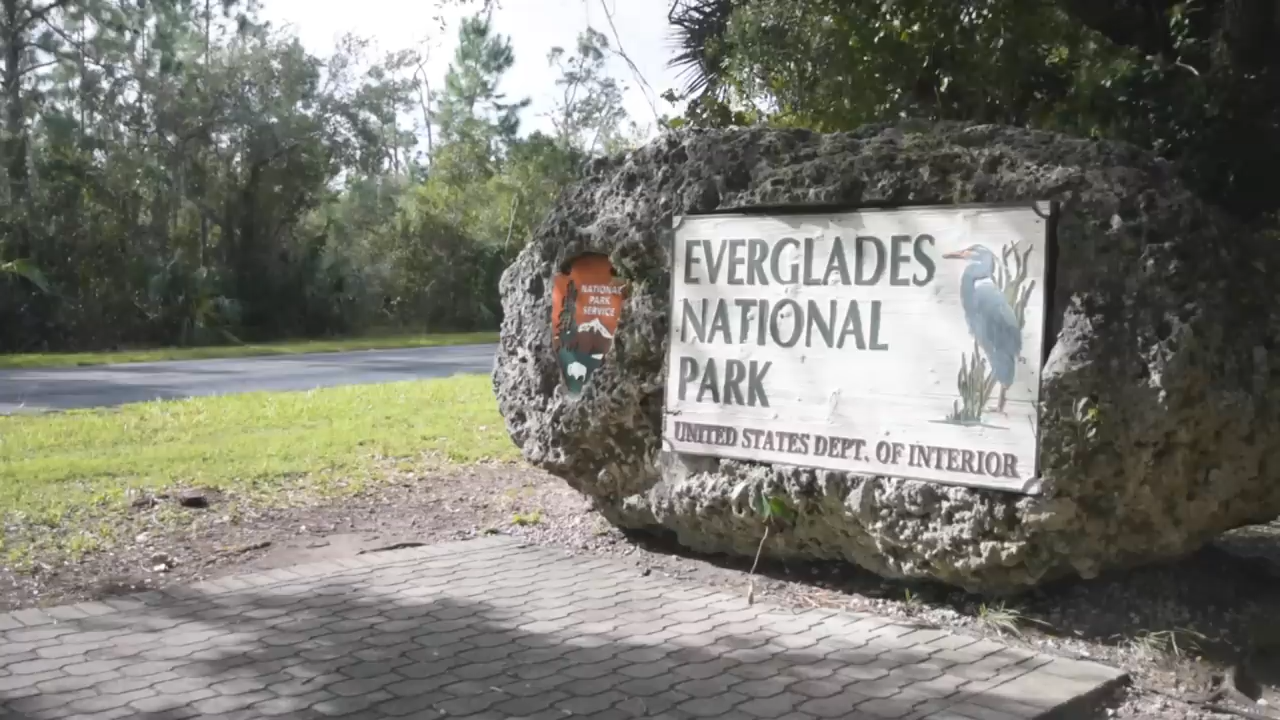 NATIONAL
PARK
SERVICE
EVERGLADES
NATIONAL
PARK
UNITED STATES DEPT. OF INTERIOR